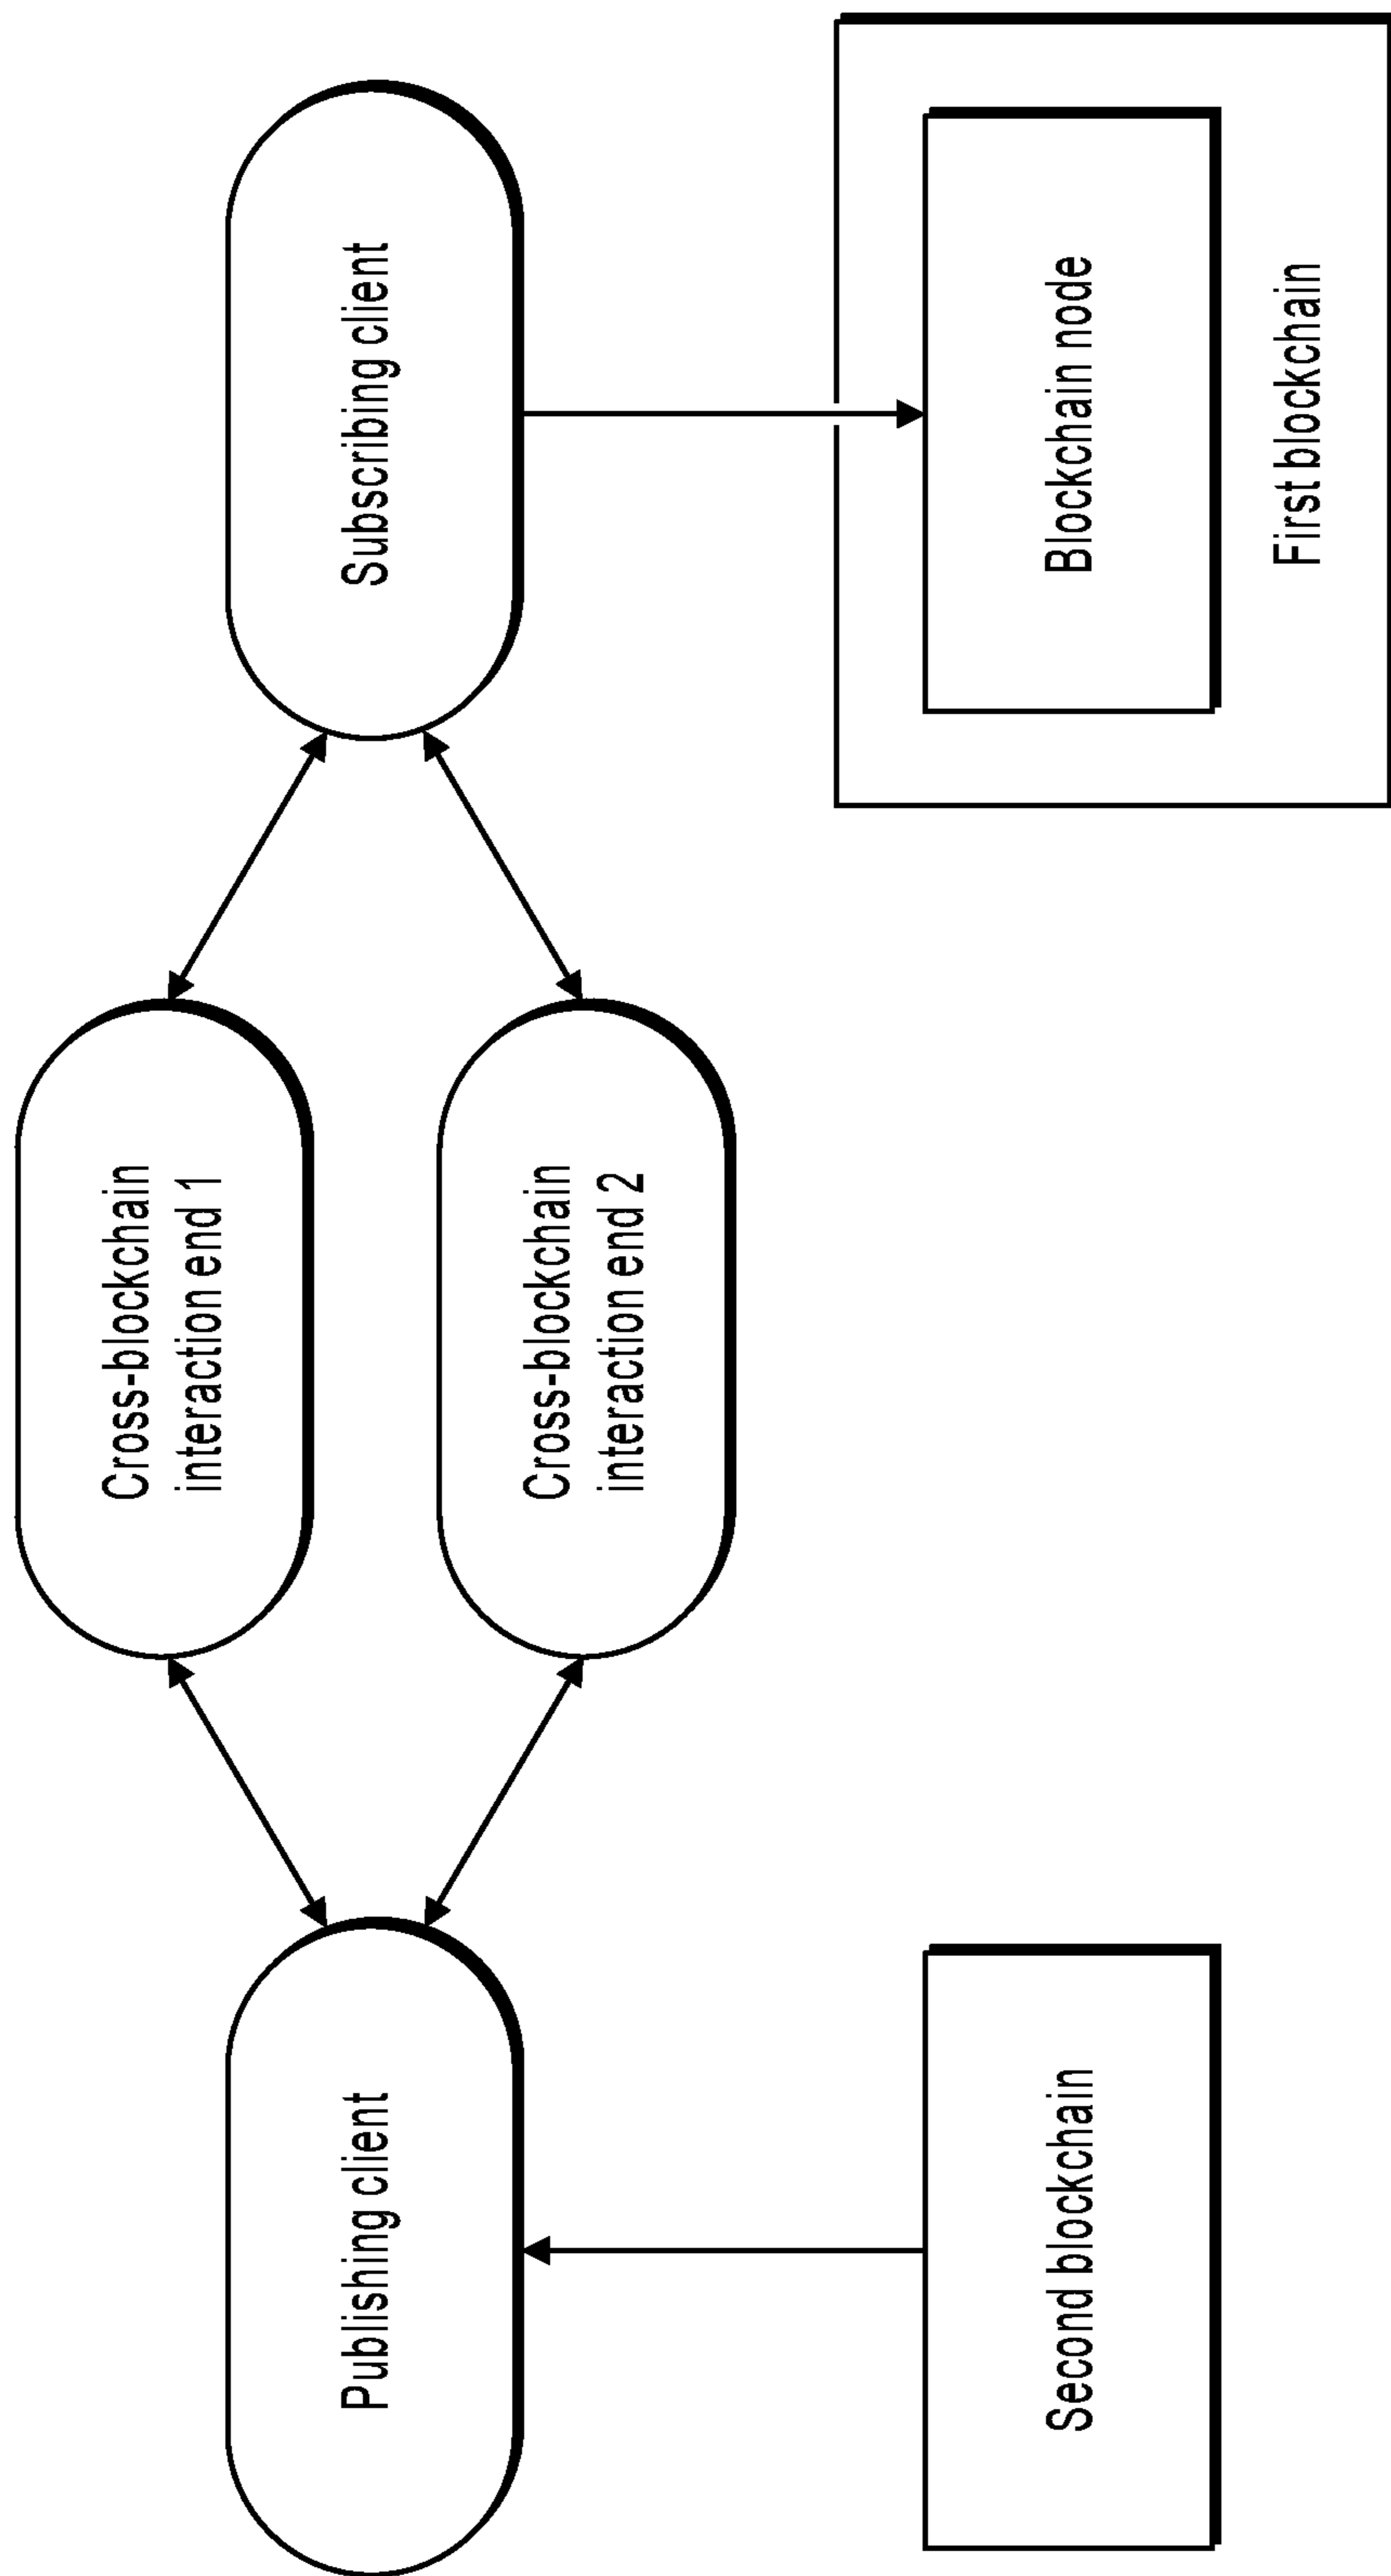 Cross-blockchain
interaction end 1
Publishing client
Subscribing client
Cross-blockchain
interaction end 2
Second blockchain
Blockchain node
First blockchain